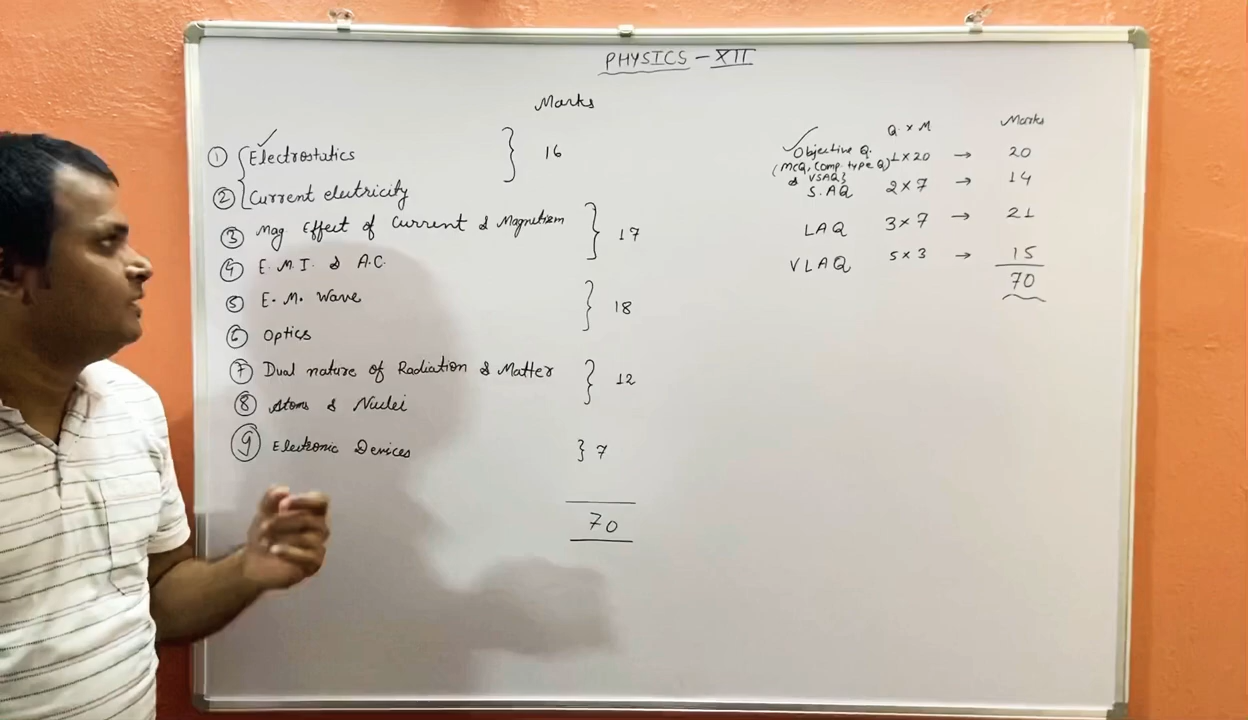 PHYSICS - XII
Marks
① Electrostatics } 16
② Current eletricity
③ Mag Effect of Current & Magnetism } 17
④ E.M.I. & A.C.
⑤ E.M. Wave } 18
⑥ Optics
⑦ Dual nature of Radiation & Matter } 12
⑧ Atoms & Nuclei
⑨ Electronic Devices } 7
70
Q × M Marks
Objective Q. 1 × 20 → 20
(MCQ, Comp. type Q)
& VSAQ}
S.AQ 2 × 7 → 14
LAQ 3 × 7 → 21
VLAQ 5 × 3 → 15
70